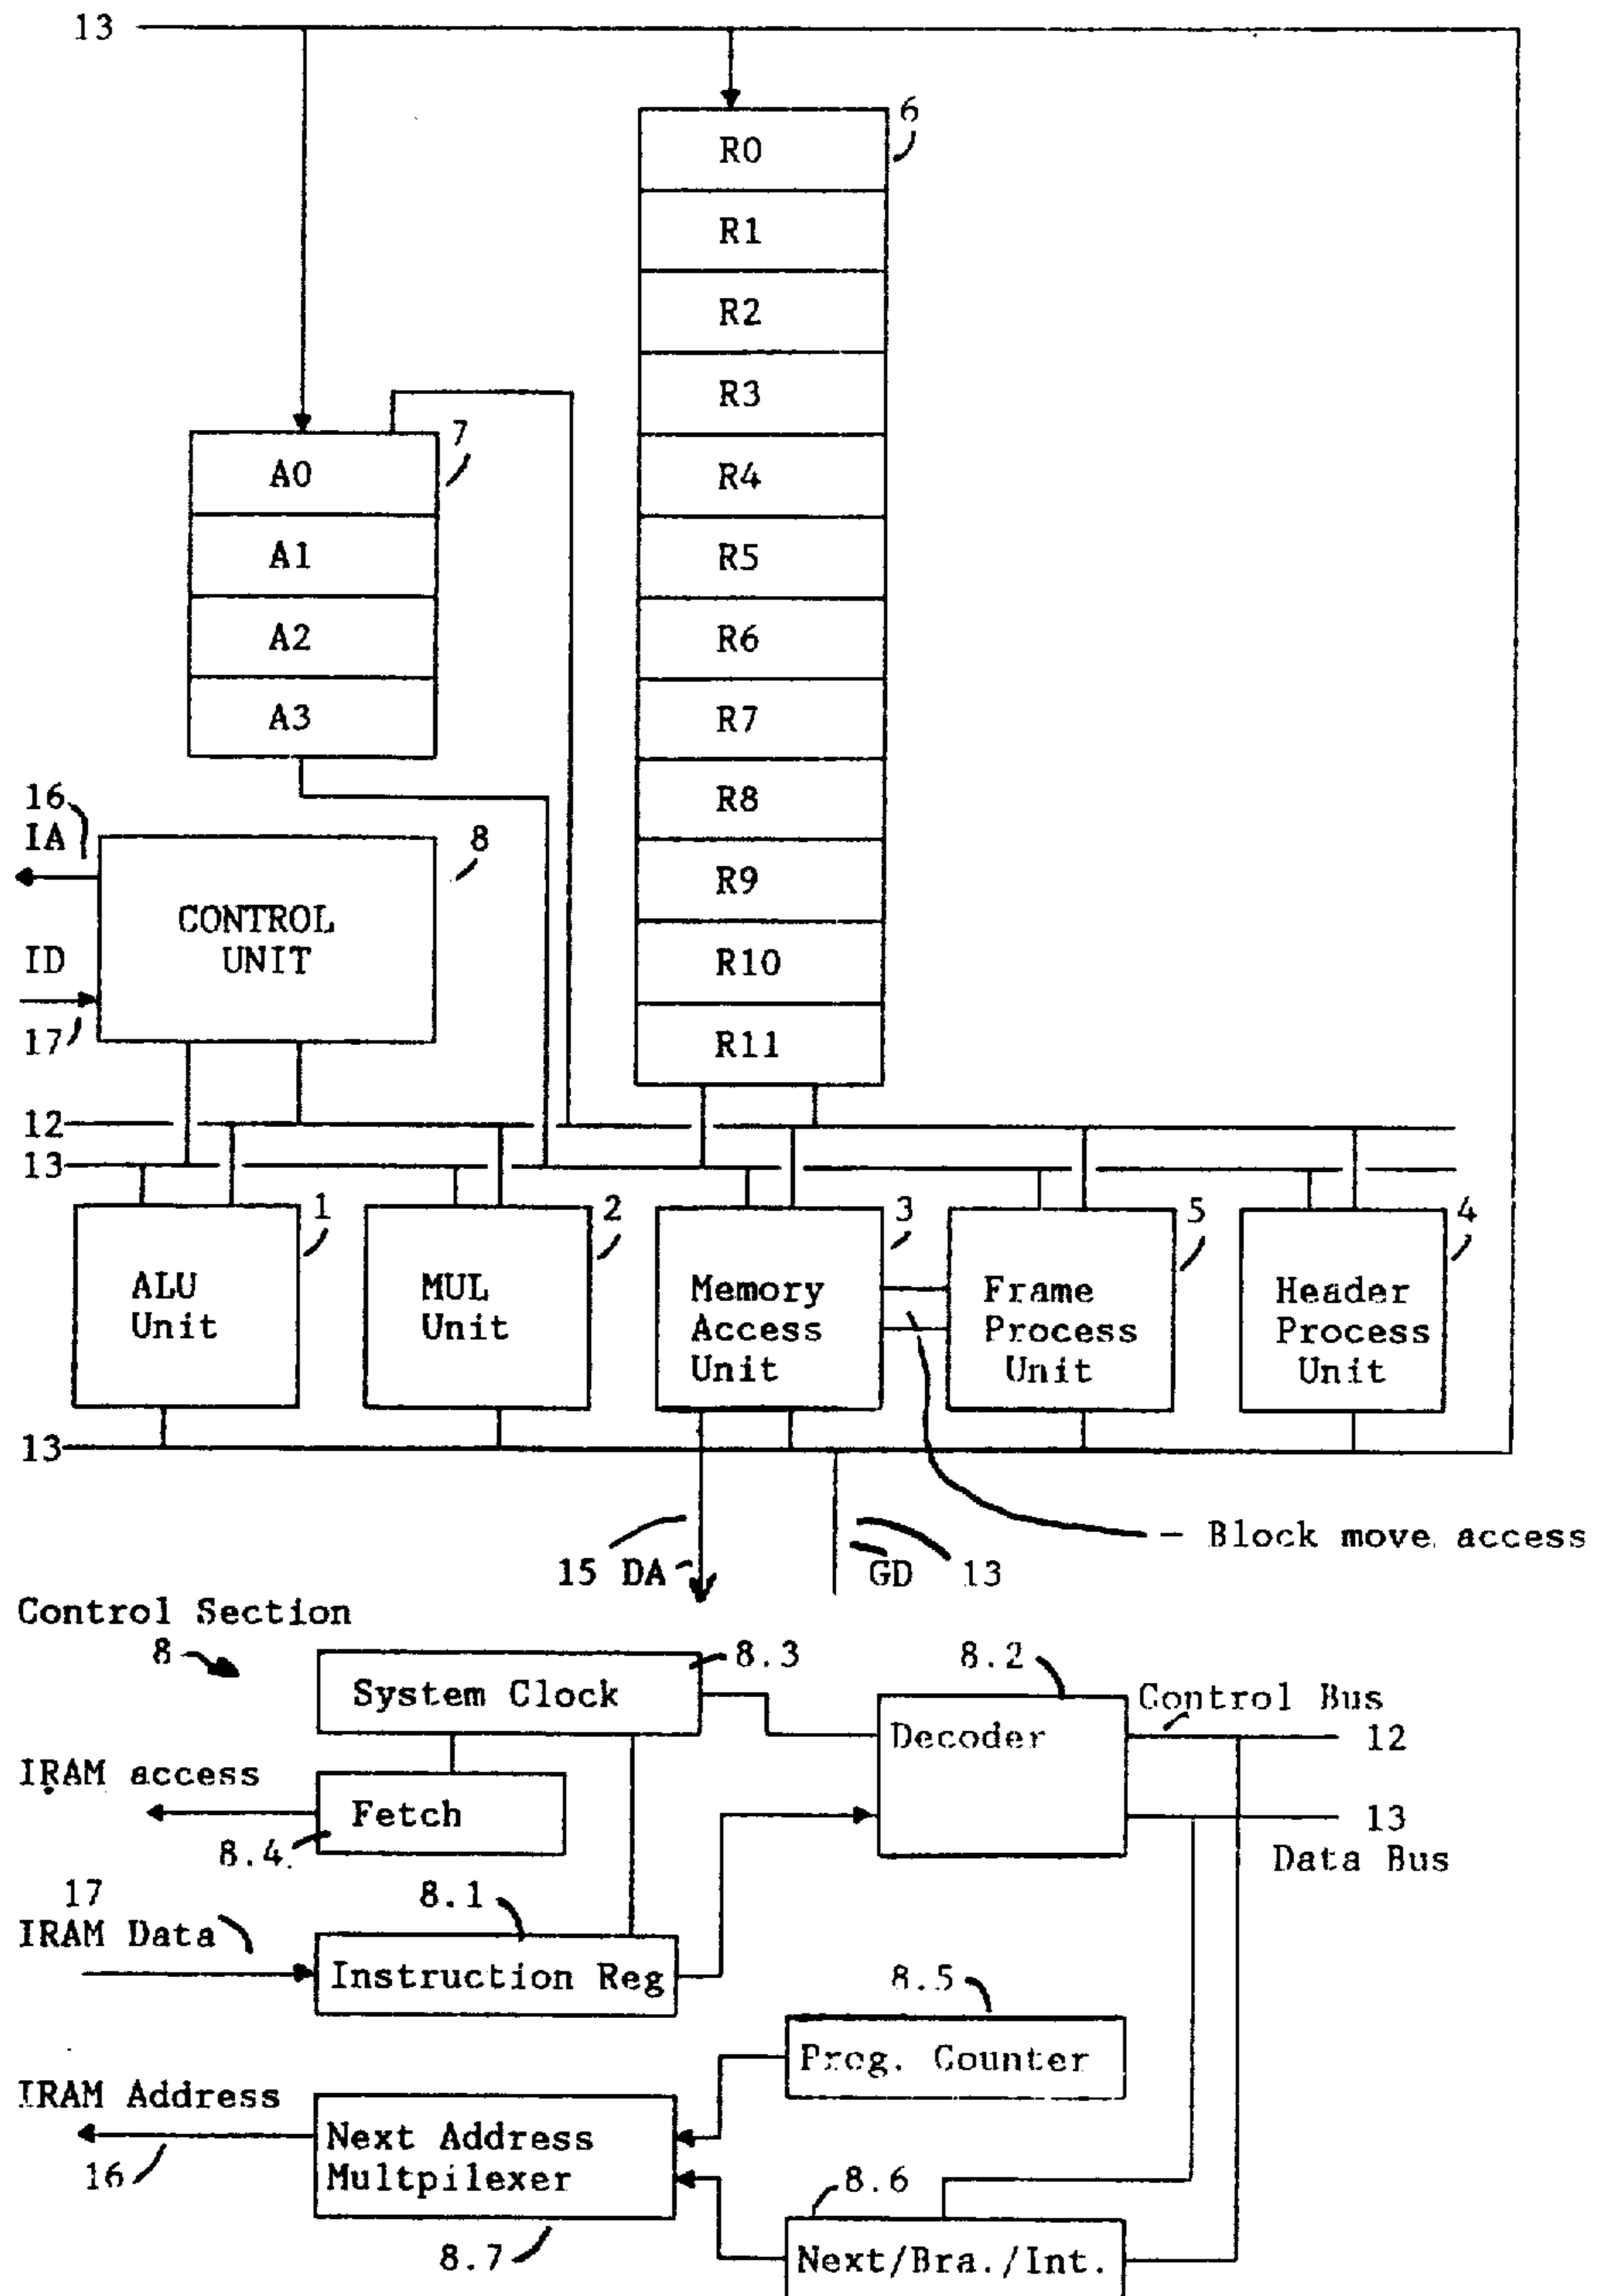 13
6
R0
R1
R2
R3
R4
R5
R6
R7
R8
R9
R10
R11
7
A0
A1
A2
A3
16
IA
8
CONTROL
UNIT
ID
17
12
13
1
ALU
Unit
2
MUL
Unit
3
Memory
Access
Unit
5
Frame
Process
Unit
4
Header
Process
Unit
13
- Block move access
15 DA
GD
13
Control Section
8
8.3
System Clock
8.2
Decoder
Control Bus
12
13
Data Bus
IRAM access
Fetch
8.4
17
IRAM Data
8.1
Instruction Reg
8.5
Prog. Counter
IRAM Address
16
Next Address
Multpilexer
8.7
8.6
Next/Bra./Int.